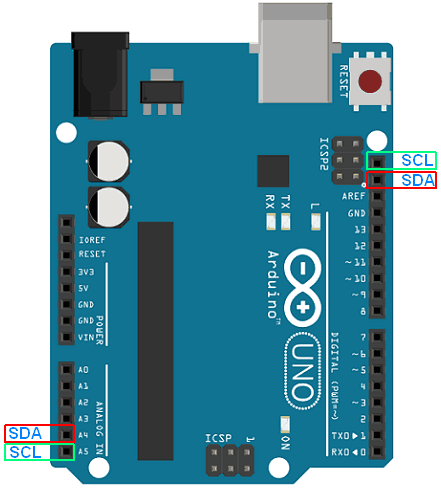 RESET
ICSP2
SCL
SDA
AREF
GND
13
12
~11
~10
~9
8
7
~6
~5
4
~3
2
TX0▶1
RX0◀0
RX
TX
L
Arduino™
UNO
DIGITAL (PWM=~)
IOREF
RESET
3V3
5V
GND
GND
VIN
POWER
A0
A1
A2
A3
A4
A5
ANALOG IN
SDA
SCL
ICSP
1
ON